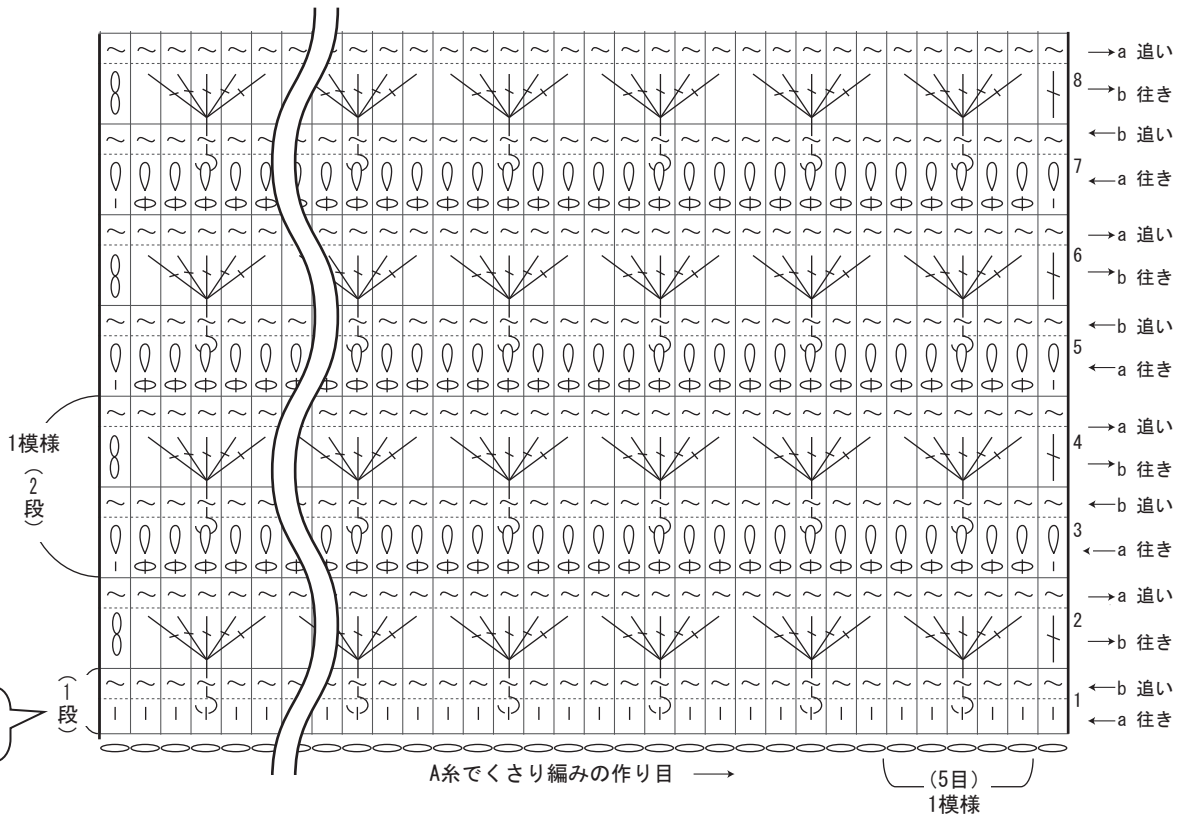 →a 追い
8
→b 往き
←b 追い
7
←a 往き
→a 追い
6
→b 往き
←b 追い
5
←a 往き
→a 追い
4
→b 往き
1模様
(2段)
←b 追い
3
←a 往き
→a 追い
2
→b 往き
(1段)
←b 追い
1
←a 往き
A糸でくさり編みの作り目 →
(5目)
1模様